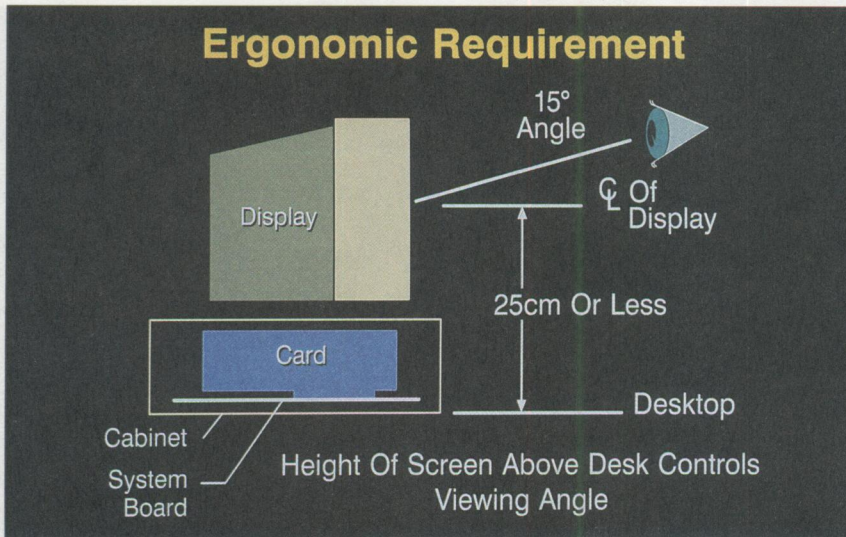 Ergonomic Requirement
15°
Angle
℄ Of
Display
Display
25cm Or Less
Card
Desktop
Cabinet
System
Board
Height Of Screen Above Desk Controls
Viewing Angle